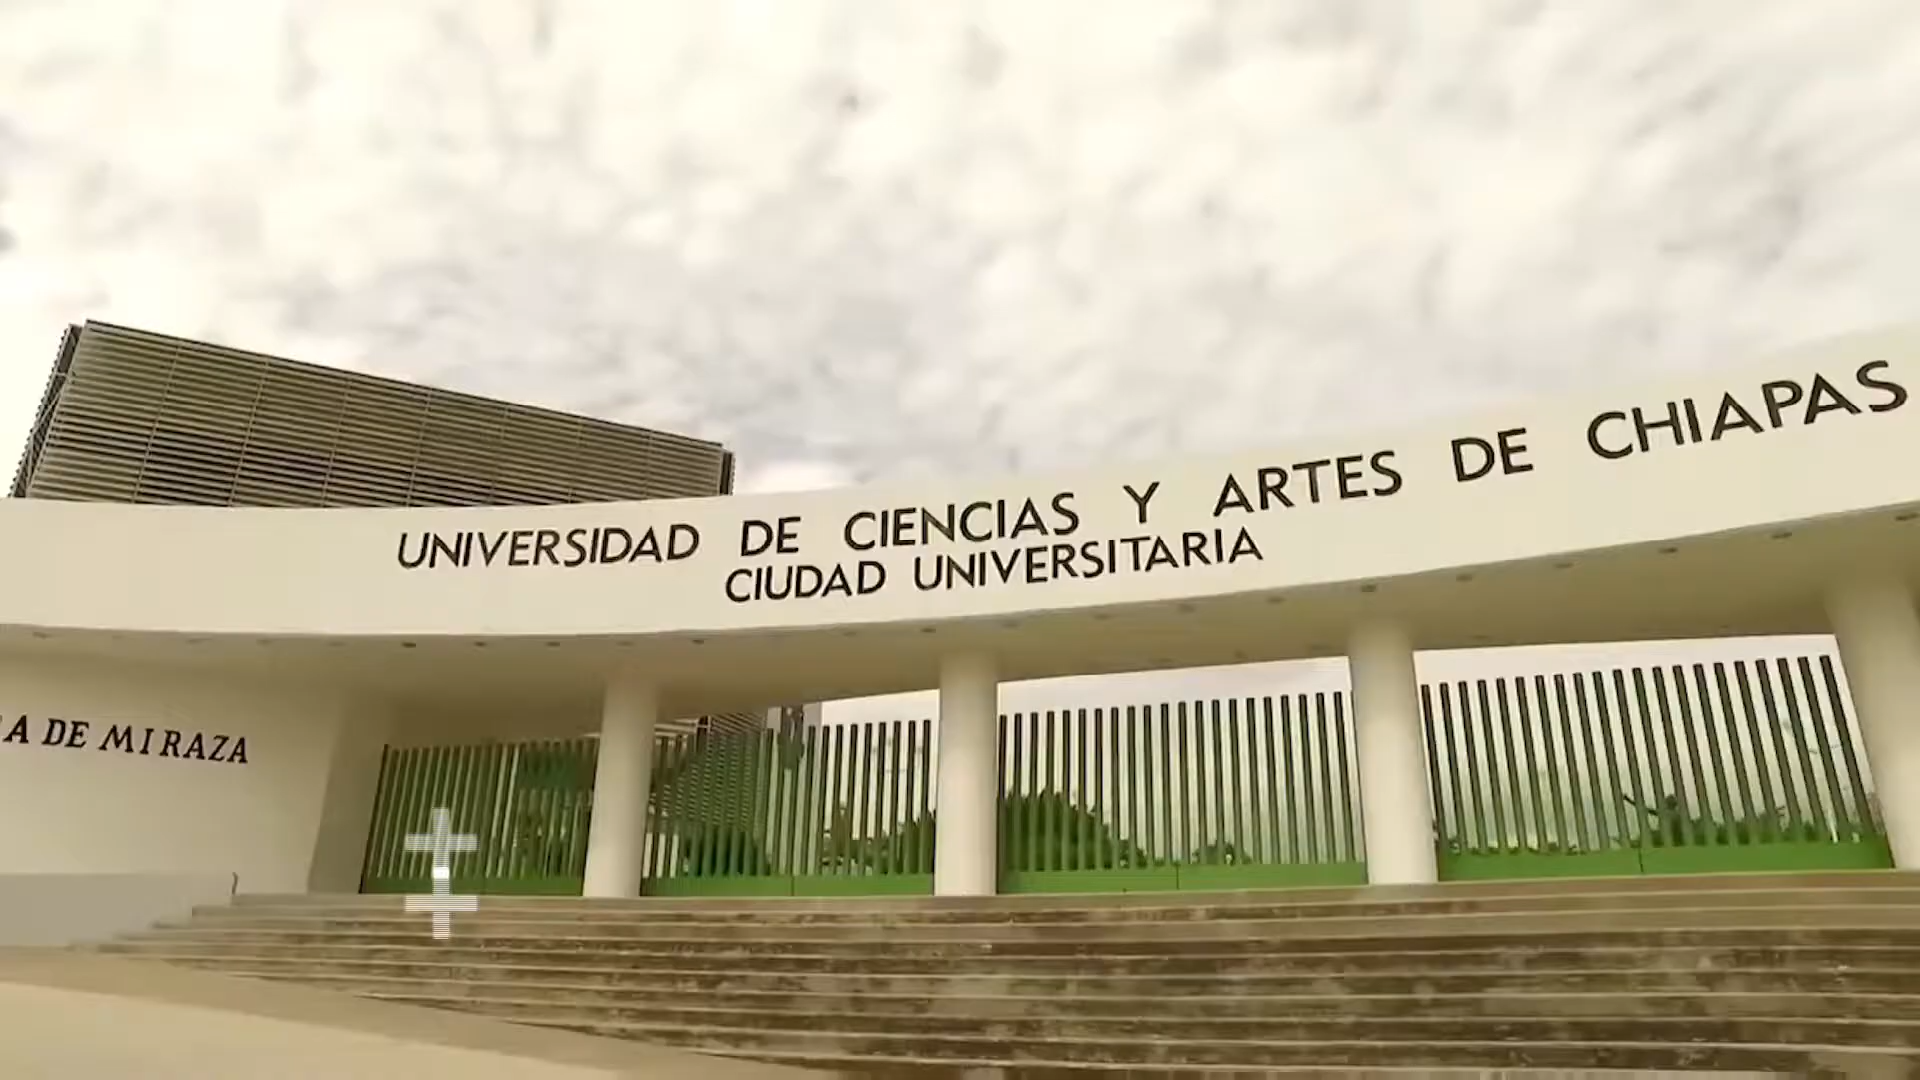 UNIVERSIDAD DE CIENCIAS Y ARTES DE CHIAPAS
CIUDAD UNIVERSITARIA
A DE MI RAZA